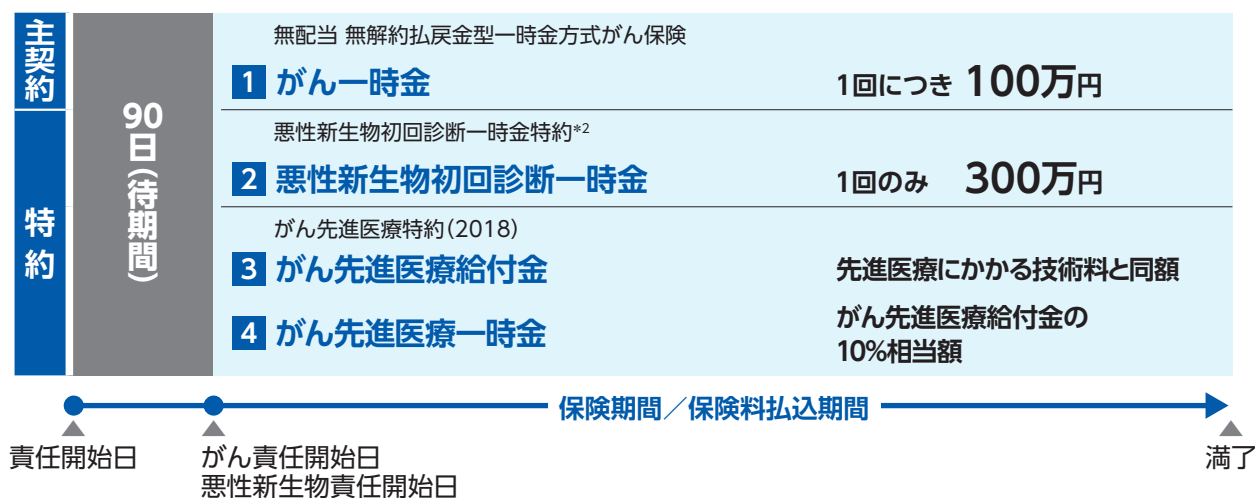 主契約
特約
90日(待期間)
無配当 無解約払戻金型一時金方式がん保険
1 がん一時金 1回につき 100万円
悪性新生物初回診断一時金特約*2
2 悪性新生物初回診断一時金 1回のみ 300万円
がん先進医療特約(2018)
3 がん先進医療給付金 先進医療にかかる技術料と同額
4 がん先進医療一時金 がん先進医療給付金の
10%相当額
保険期間/保険料払込期間
責任開始日
がん責任開始日
悪性新生物責任開始日
満了